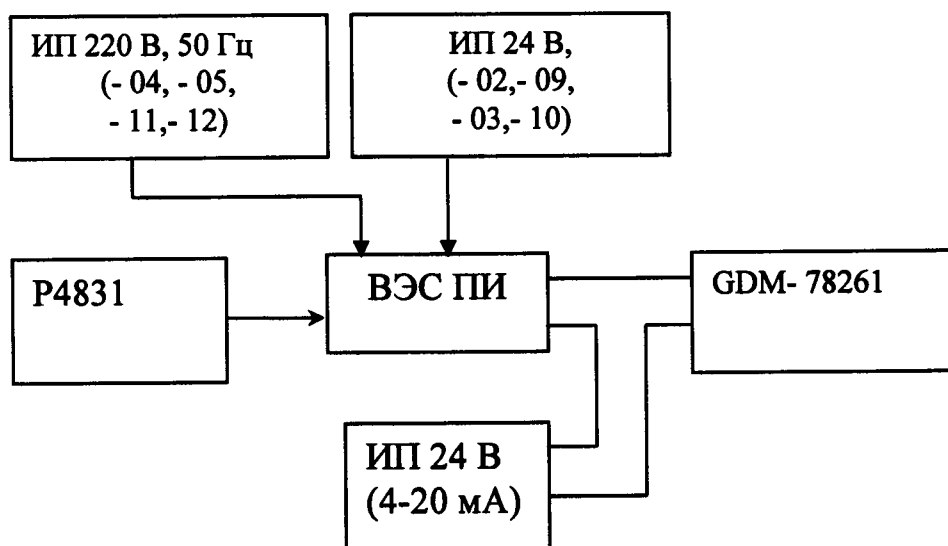 ИП 220 В, 50 Гц
(- 04, - 05,
- 11,- 12)
ИП 24 В,
(- 02,- 09,
- 03,- 10)
Р4831
ВЭС ПИ
GDM- 78261
ИП 24 В
(4-20 мА)